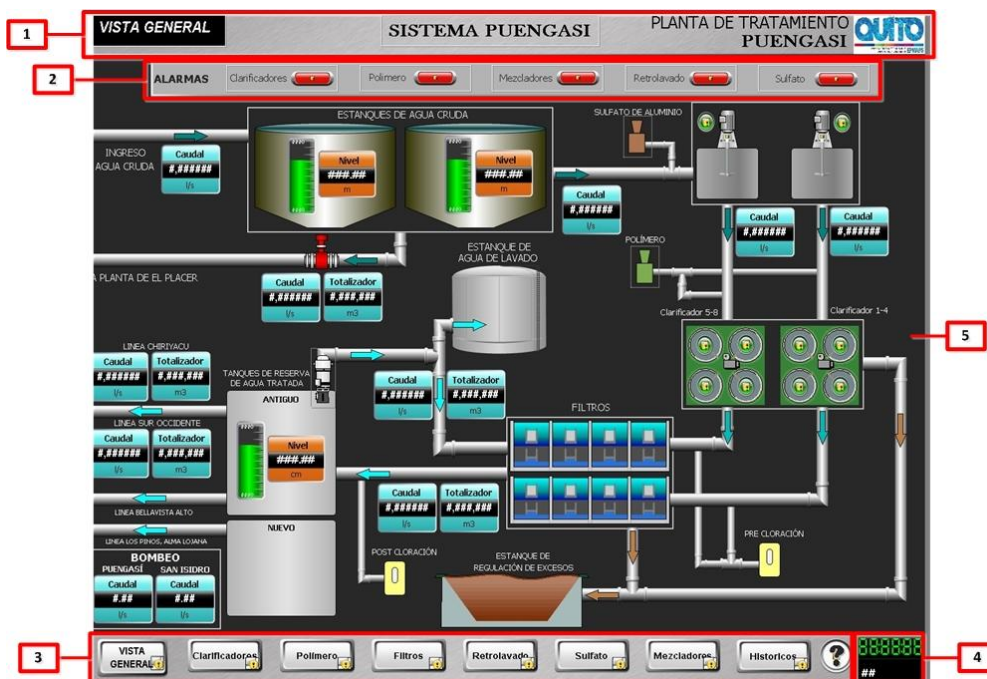 1
VISTA GENERAL
SISTEMA PUENGASI
PLANTA DE TRATAMIENTO
PUENGASI
QUITO
2
ALARMAS
Clarificadores
Polimero
Mezcladores
Retrolavado
Sulfato
ESTANQUES DE AGUA CRUDA
SULFATO DE ALUMINIO
INGRESO
AGUA CRUDA
Caudal
#,######
l/s
Nivel
###.##
m
Nivel
###.##
m
Caudal
#,######
l/s
Caudal
#,######
l/s
Caudal
#,######
l/s
A PLANTA DE EL PLACER
Caudal
#,######
l/s
Totalizador
#,###,###
m3
ESTANQUE DE
AGUA DE LAVADO
POLÍMERO
Clarificador 5-8
Clarificador 1-4
5
LINEA CHIRIYACU
Caudal
#,######
l/s
Totalizador
#,###,###
m3
TANQUES DE RESERVA
DE AGUA TRATADA
ANTIGUO
Nivel
###.##
cm
Caudal
#,######
l/s
Totalizador
#,###,###
m3
FILTROS
LINEA SUR OCCIDENTE
Caudal
#,######
l/s
Totalizador
#,###,###
m3
Caudal
#,######
l/s
Totalizador
#,###,###
m3
LINEA BELLAVISTA ALTO
NUEVO
LINEA LOS PINOS, ALMA LOJANA
BOMBEO
PUENGASÍ
SAN ISIDRO
Caudal
#.##
l/s
Caudal
#.##
l/s
POST CLORACIÓN
ESTANQUE DE
REGULACIÓN DE EXCESOS
PRE CLORACIÓN
3
VISTA
GENERAL
Clarificadores
Polímero
Filtros
Retrolavado
Sulfato
Mezcladores
Historicos
?
##
4